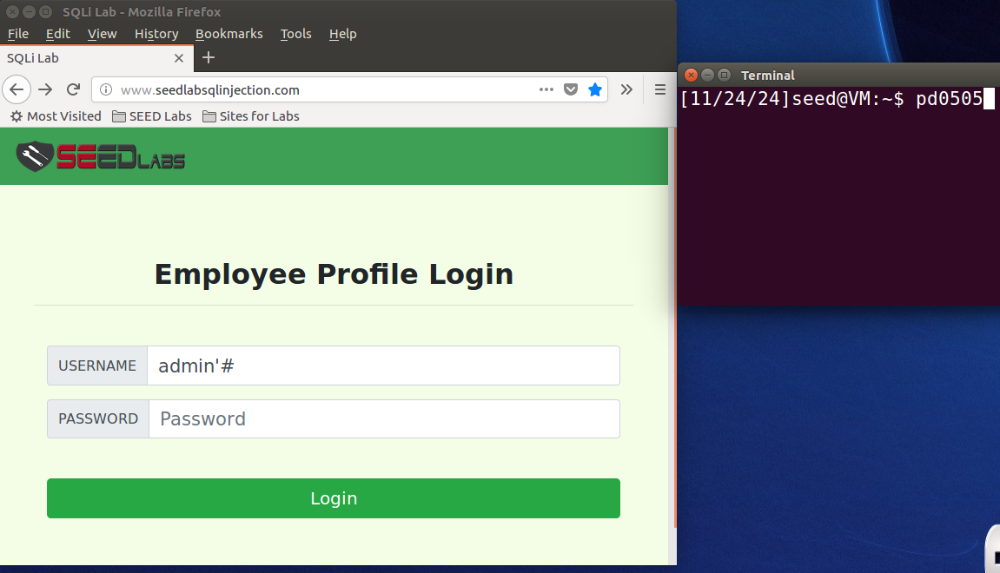 SQLi Lab - Mozilla Firefox
File Edit View History Bookmarks Tools Help
SQLi Lab
www.seedlabsqlinjection.com
Most Visited SEED Labs Sites for Labs
SEEDLABS
Employee Profile Login
USERNAME admin'#
PASSWORD Password
Login
Terminal
[11/24/24]seed@VM:~$ pd0505